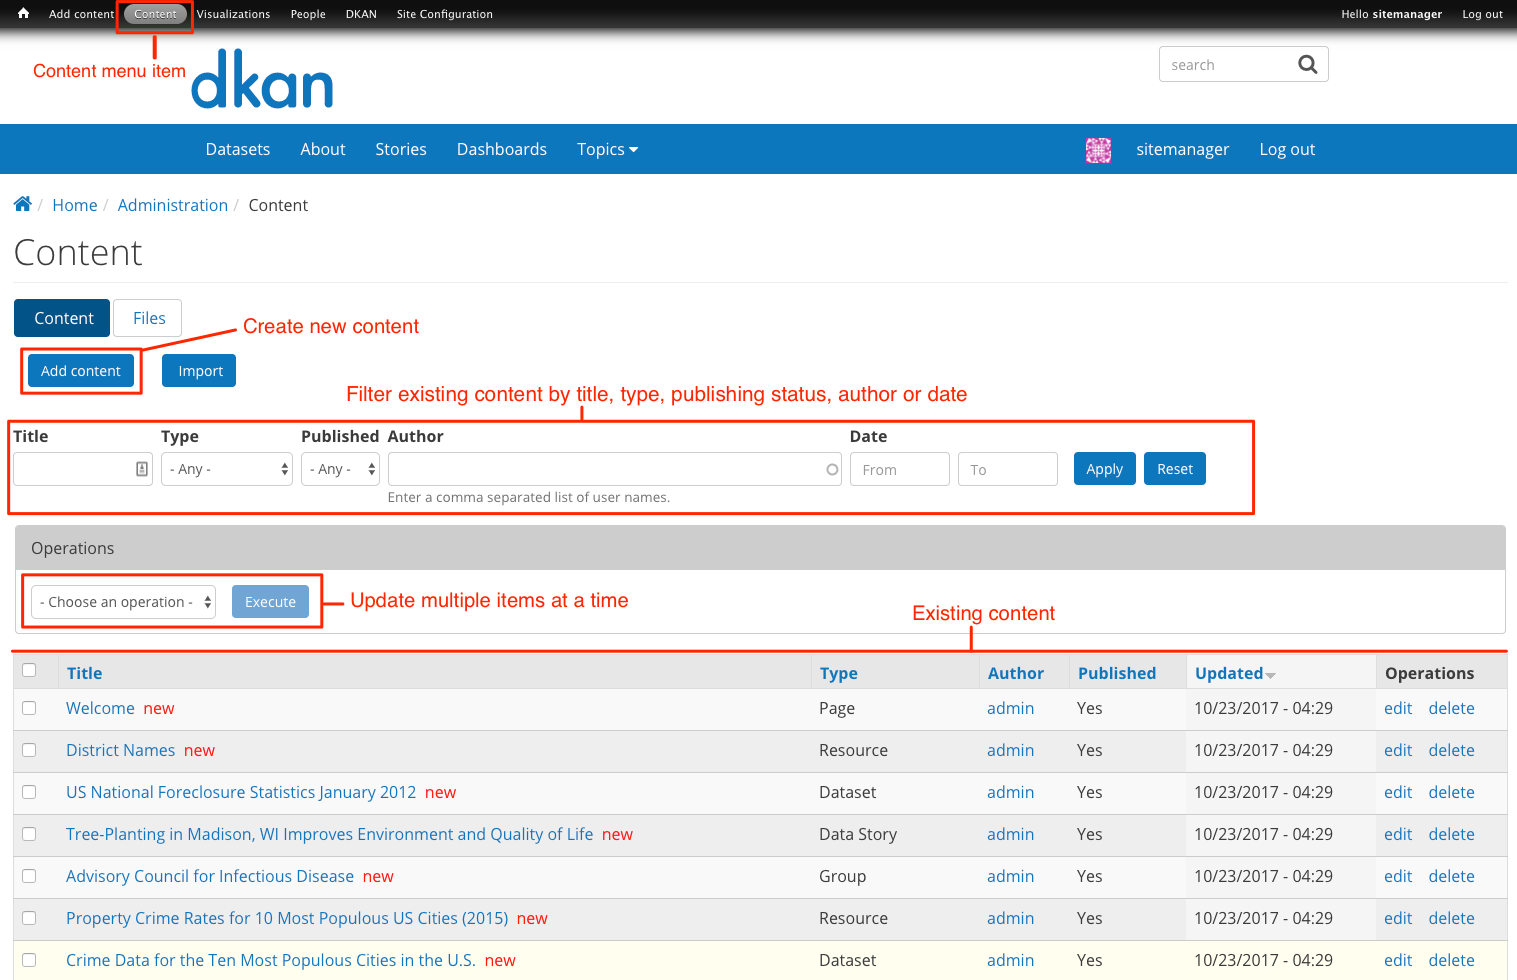 Add content Content Visualizations People DKAN Site Configuration Hello sitemanager Log out
Content menu item
dkan
search
Datasets About Stories Dashboards Topics sitemanager Log out
/ Home / Administration / Content
Content
Content Files
Create new content
Add content Import
Filter existing content by title, type, publishing status, author or date
Title Type Published Author Date
- Any - - Any - From To Apply Reset
Enter a comma separated list of user names.
Operations
- Choose an operation - Execute
Update multiple items at a time
Existing content
Title Type Author Published Updated Operations
Welcome new Page admin Yes 10/23/2017 - 04:29 edit delete
District Names new Resource admin Yes 10/23/2017 - 04:29 edit delete
US National Foreclosure Statistics January 2012 new Dataset admin Yes 10/23/2017 - 04:29 edit delete
Tree-Planting in Madison, WI Improves Environment and Quality of Life new Data Story admin Yes 10/23/2017 - 04:29 edit delete
Advisory Council for Infectious Disease new Group admin Yes 10/23/2017 - 04:29 edit delete
Property Crime Rates for 10 Most Populous US Cities (2015) new Resource admin Yes 10/23/2017 - 04:29 edit delete
Crime Data for the Ten Most Populous Cities in the U.S. new Dataset admin Yes 10/23/2017 - 04:29 edit delete